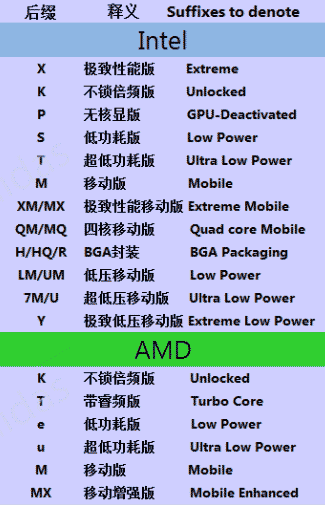 后缀 释义 Suffixes to denote
Intel
X 极致性能版 Extreme
K 不锁倍频版 Unlocked
P 无核显版 GPU-Deactivated
S 低功耗版 Low Power
T 超低功耗版 Ultra Low Power
M 移动版 Mobile
XM/MX 极致性能移动版 Extreme Mobile
QM/MQ 四核移动版 Quad core Mobile
H/HQ/R BGA封装 BGA Packaging
LM/UM 低压移动版 Low Power
7M/U 超低压移动版 Ultra Low Power
Y 极致低压移动版 Extreme Low Power
AMD
K 不锁倍频版 Unlocked
T 带睿频版 Turbo Core
e 低功耗版 Low Power
u 超低功耗版 Ultra Low Power
M 移动版 Mobile
MX 移动增强版 Mobile Enhanced